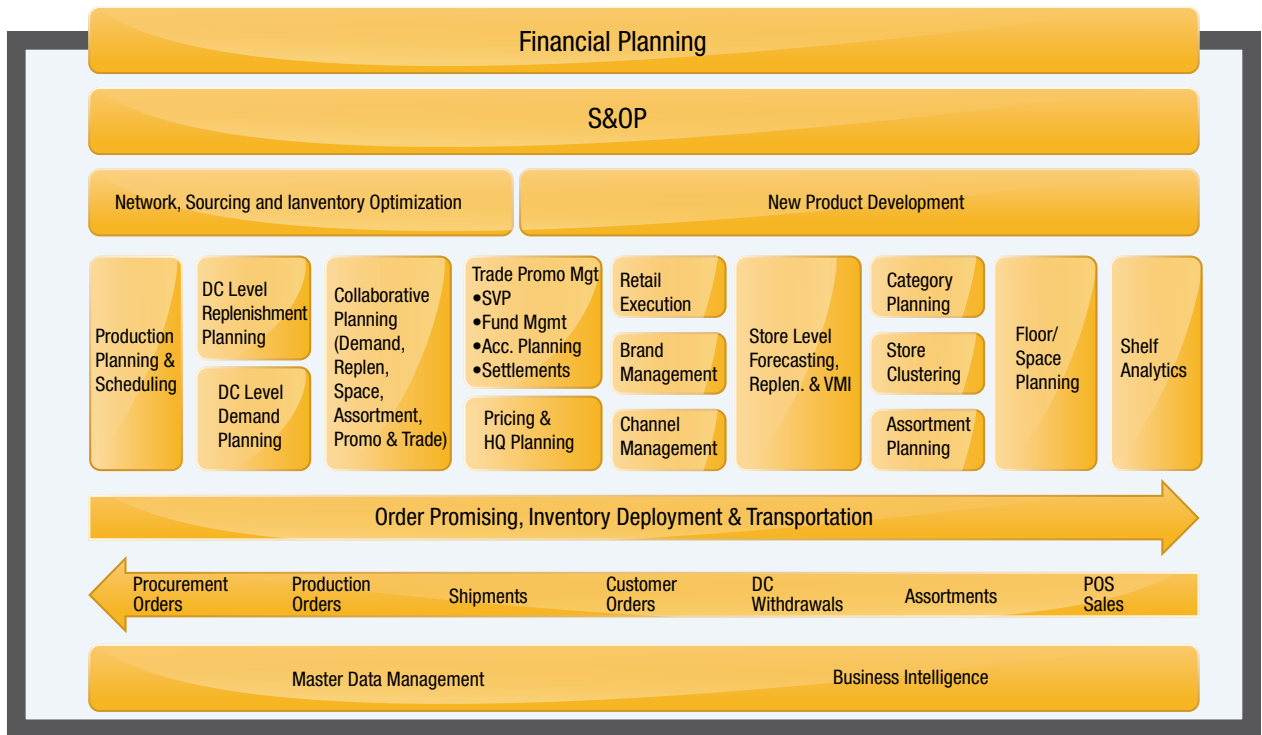 Financial Planning
S&OP
Network, Sourcing and Ianventory Optimization
New Product Development
Production
Planning &
Scheduling
DC Level
Replenishment
Planning
DC Level
Demand
Planning
Collaborative
Planning
(Demand,
Replen,
Space,
Assortment,
Promo & Trade)
Trade Promo Mgt
•SVP
•Fund Mgmt
•Acc. Planning
•Settlements
Pricing &
HQ Planning
Retail
Execution
Brand
Management
Channel
Management
Store Level
Forecasting,
Replen. & VMI
Category
Planning
Store
Clustering
Assortment
Planning
Floor/
Space
Planning
Shelf
Analytics
Order Promising, Inventory Deployment & Transportation
Procurement
Orders
Production
Orders
Shipments
Customer
Orders
DC
Withdrawals
Assortments
POS
Sales
Master Data Management
Business Intelligence